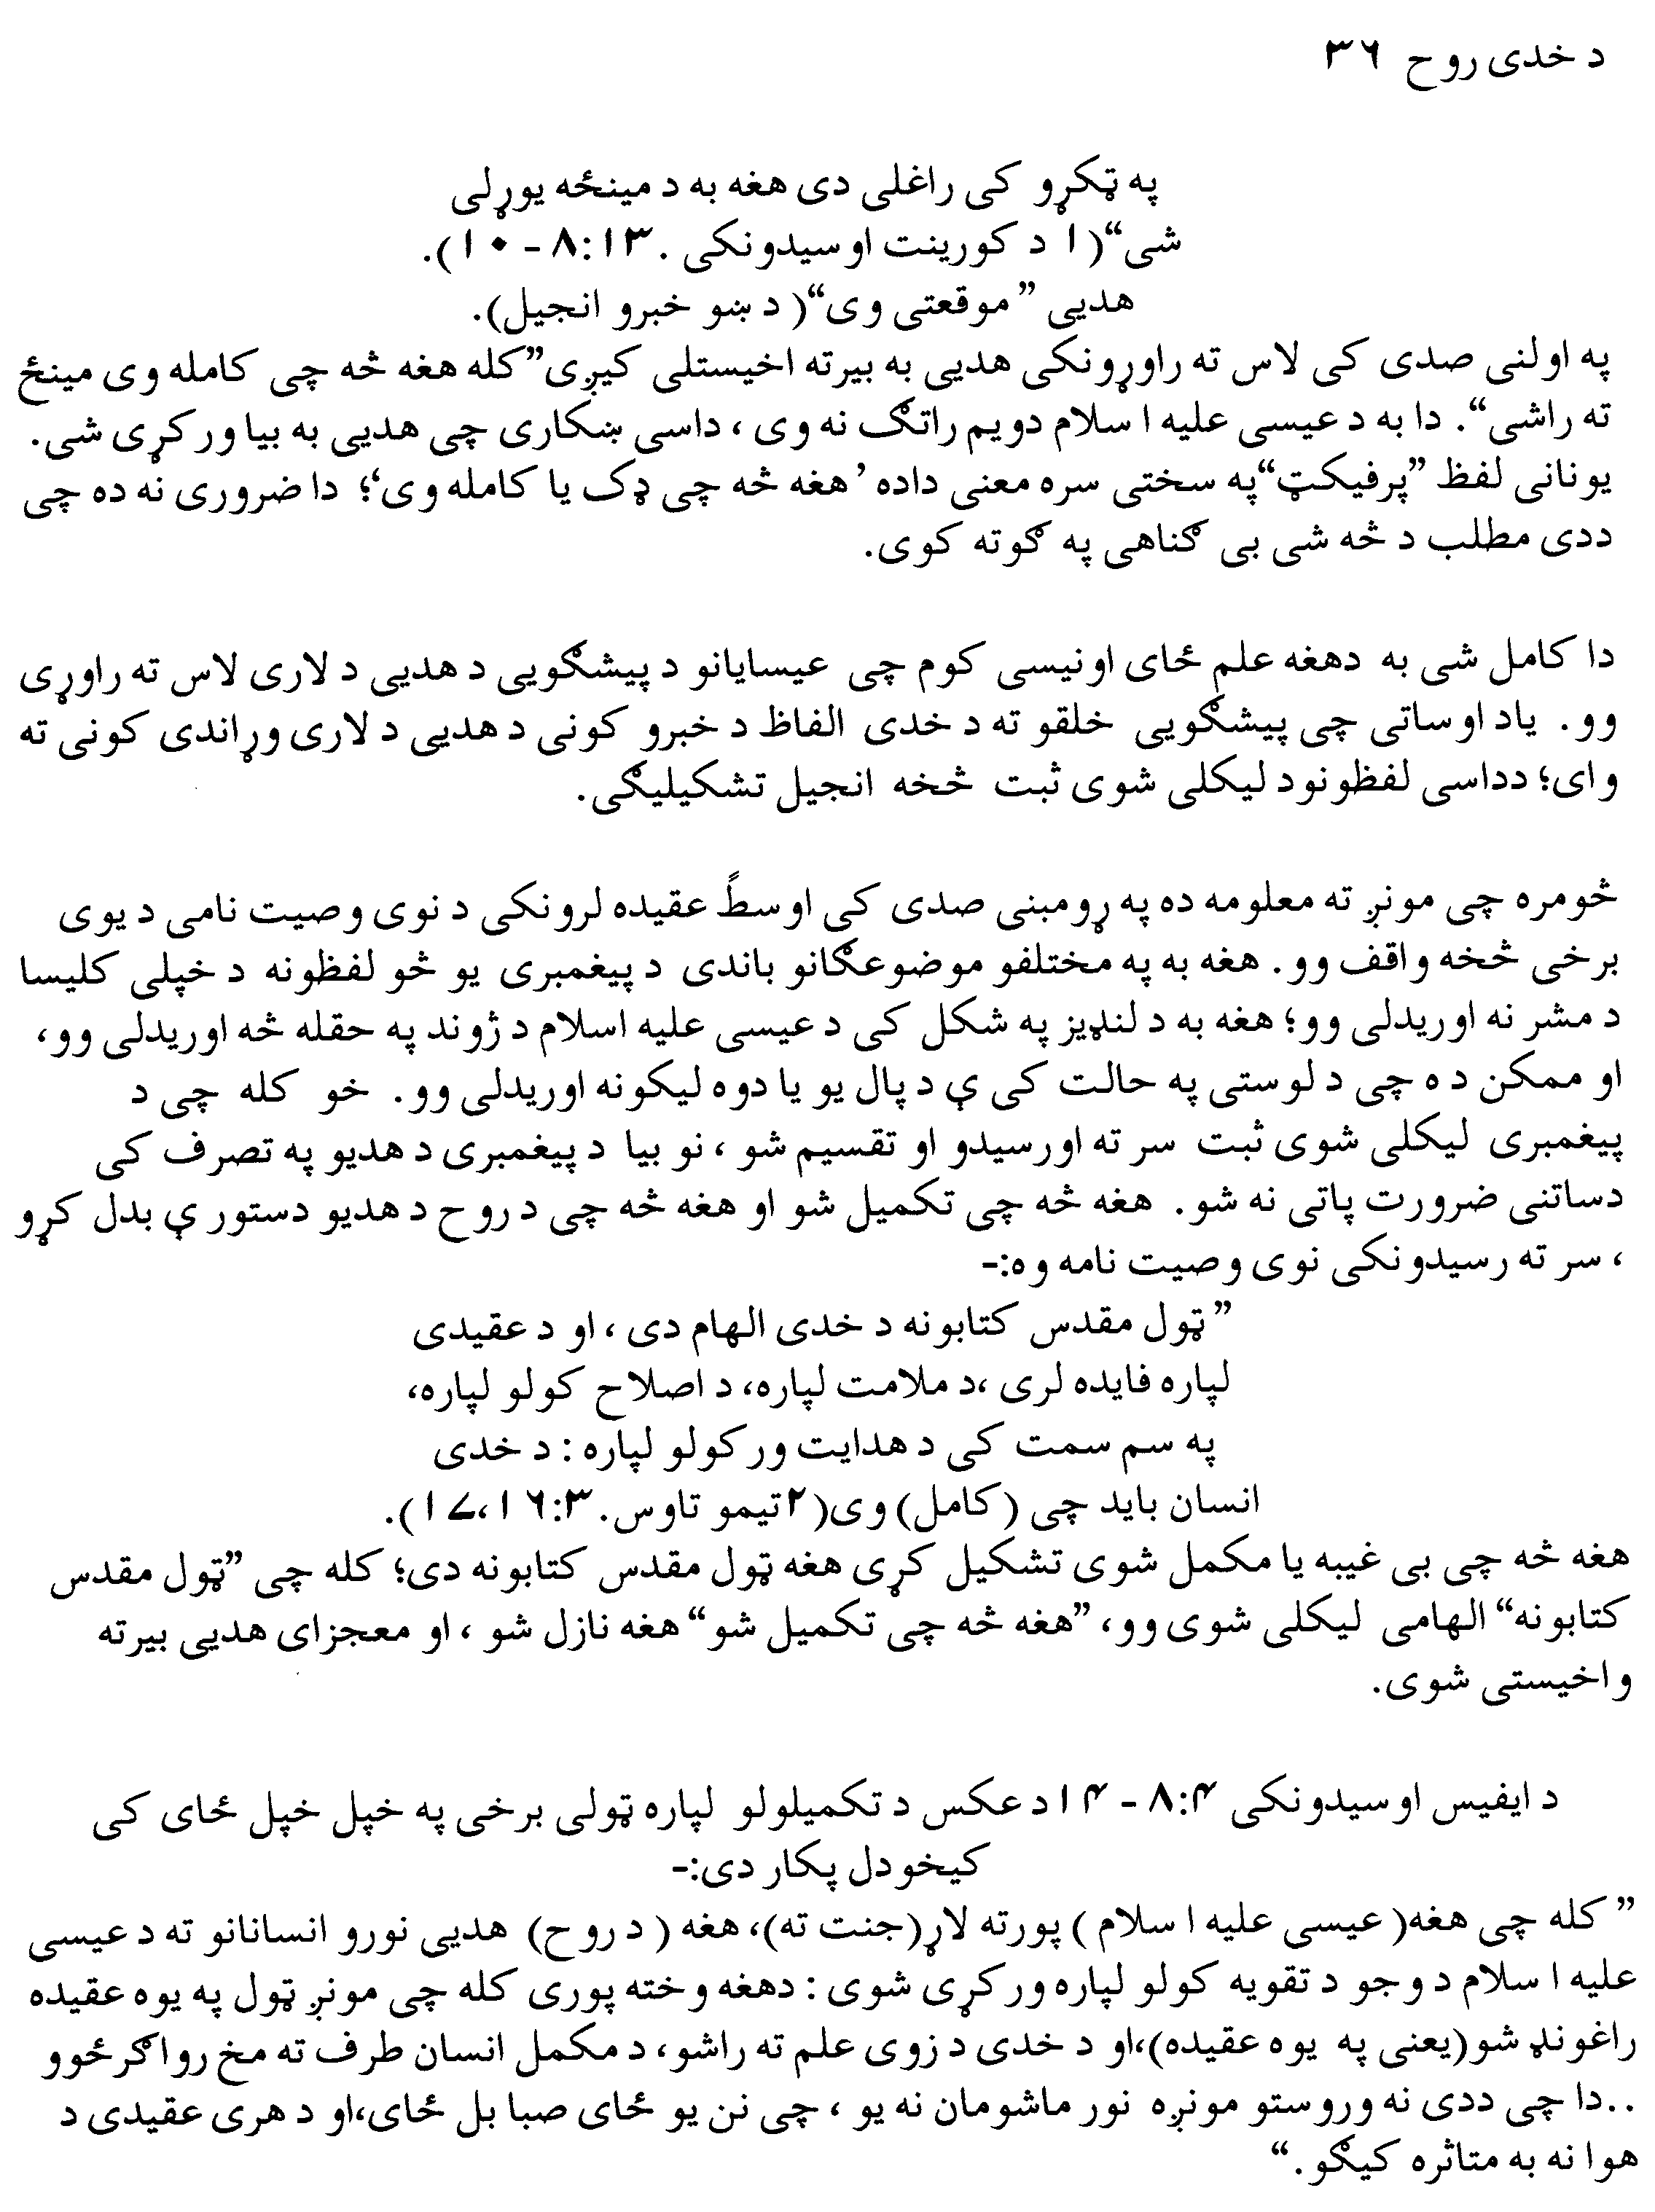 د خدی روح ۳۶
په ټکړو کی راغلی دی هغه به د مینځه یوړلی
شی“(۱ د کورینت اوسیدونکی .۸:۱۳-۱۰).
هدیی ”موقعتی وی“(د ښو خبرو انجیل).
په اولنی صدی کی لاس ته راوړونکی هدیی به بیرته اخیستلی کیږی”کله هغه څه چی کامله وی مینځ
ته راشی“. دا به د عیسی علیه ا سلام دویم راتګ نه وی ، داسی ښکاری چی هدیی به بیا ورکړی شی.
یونانی لفظ ”پرفیکټ“په سختی سره معنی داده ’هغه څه چی ډک یا کامله وی‘؛ دا ضروری نه ده چی
ددی مطلب د څه شی بی ګناهی په ګوته کوی.
دا کامل شی به دهغه علم ځای اونیسی کوم چی عیسایانو د پیشګویی د هدیی د لاری لاس ته راوړی
وو. یاد اوساتی چی پیشګویی خلقو ته د خدی الفاظ د خبرو کونی د هدیی د لاری وړاندی کونی ته
وای؛ دداسی لفظونود لیکلی شوی ثبت څخه انجیل تشکیلیګی.
څومره چی مونږ ته معلومه ده په ړومبنی صدی کی اوسطً عقیده لرونکی د نوی وصیت نامی د یوی
برخی څخه واقف وو. هغه به په مختلفو موضوعګانو باندی د پیغمبری یو څو لفظونه د خپلی کلیسا
د مشر نه اوریدلی وو؛ هغه به د لنډیز په شکل کی د عیسی علیه اسلام د ژوند په حقله څه اوریدلی وو،
او ممکن ده چی د لوستی په حالت کی ې د پال یو یا دوه لیکونه اوریدلی وو. خو کله چی د
پیغمبری لیکلی شوی ثبت سر ته اورسیدو او تقسیم شو ، نو بیا د پیغمبری د هدیو په تصرف کی
دساتنی ضرورت پاتی نه شو. هغه څه چی تکمیل شو او هغه څه چی د روح د هدیو دستور ې بدل کړو
، سر ته رسیدونکی نوی وصیت نامه وه:-
”ټول مقدس کتابونه د خدی الهام دی ، او د عقیدی
لپاره فایده لری ،د ملامت لپاره، د اصلاح کولو لپاره،
په سم سمت کی د هدایت ورکولو لپاره : د خدی
انسان باید چی (کامل) وی(۲تیمو تاوس. ۱۶:۳،۱۷).
هغه څه چی بی غیبه یا مکمل شوی تشکیل کړی هغه ټول مقدس کتابونه دی؛ کله چی ”ټول مقدس
کتابونه“ الهامی لیکلی شوی وو، ”هغه څه چی تکمیل شو“ هغه نازل شو ، او معجزای هدیی بیرته
واخیستی شوی.
د ایفیس اوسیدونکی ۸:۴-۱۴د عکس د تکمیلولو لپاره ټولی برخی په خپل خپل ځای کی
کیخودل پکار دی:-
” کله چی هغه( عیسی علیه ا سلام ) پورته لاړ(جنت ته)، هغه ( د روح) هدیی نورو انسانانو ته د عیسی
علیه ا سلام د وجو د تقویه کولو لپاره ورکړی شوی : دهغه وخته پوری کله چی مونږ ټول په یوه عقیده
راغونډ شو(یعنی په یوه عقیده)،او د خدی د زوی علم ته راشو، د مکمل انسان طرف ته مخ رواګرځوو
..دا چی ددی نه وروستو مونږه نور ماشومان نه یو ، چی نن یو ځای صبا بل ځای،او د هری عقیدی د
هوا نه به متاثره کیګو.“